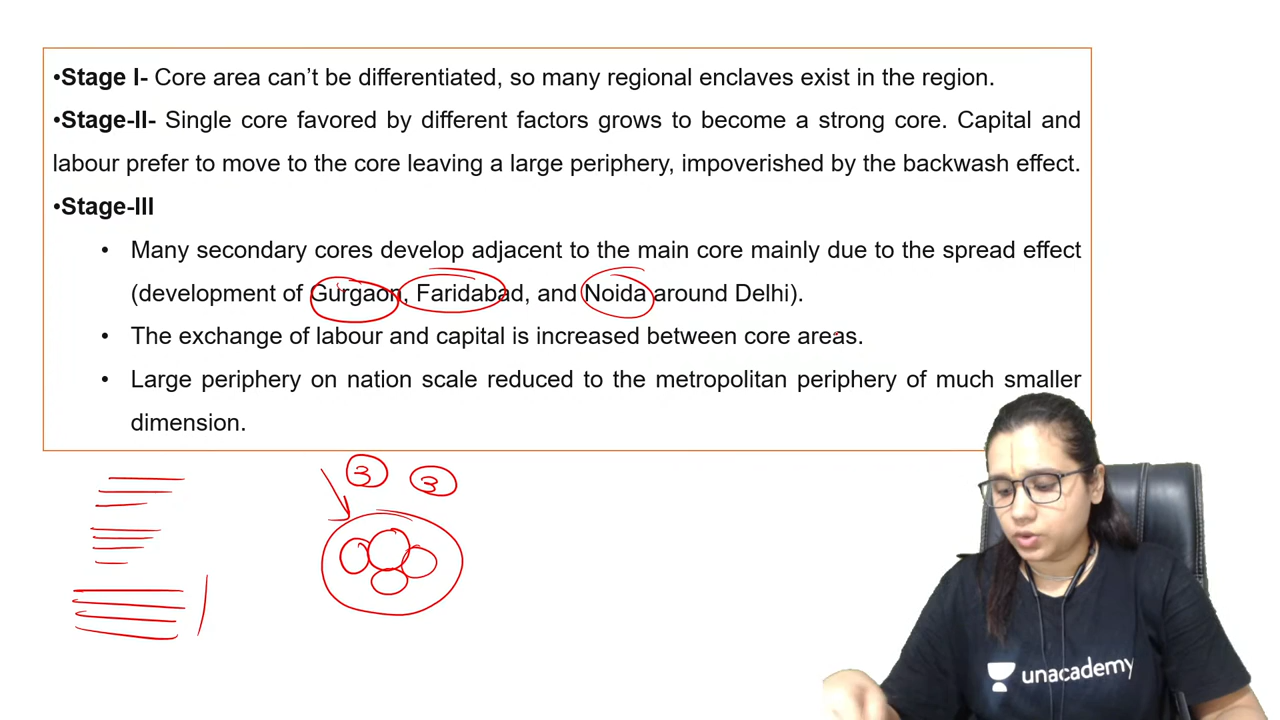 •Stage I- Core area can’t be differentiated, so many regional enclaves exist in the region.
•Stage-II- Single core favored by different factors grows to become a strong core. Capital and
labour prefer to move to the core leaving a large periphery, impoverished by the backwash effect.
•Stage-III
• Many secondary cores develop adjacent to the main core mainly due to the spread effect
(development of Gurgaon, Faridabad, and Noida around Delhi).
• The exchange of labour and capital is increased between core areas.
• Large periphery on nation scale reduced to the metropolitan periphery of much smaller
dimension.
3 3
unacademy